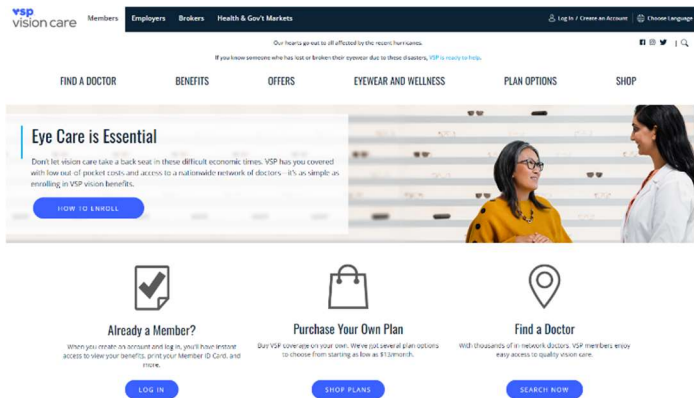 vsp
vision care
Members Employers Brokers Health & Gov't Markets
Log In / Create an Account Choose Language
Our hearts go out to all affected by the recent hurricanes.
If you know someone who has lost or broken their eyewear due to these disasters, VSP is ready to help.
FIND A DOCTOR BENEFITS OFFERS EYEWEAR AND WELLNESS PLAN OPTIONS SHOP
Eye Care is Essential
Don't let vision care take a back seat in these difficult economic times. VSP has you covered
with low out of pocket costs and access to a nationwide network of doctors - it's as simple as
enrolling in VSP vision benefits.
HOW TO ENROLL
Already a Member?
When you create an account and log in, you'll have instant
access to view your benefits, print your Member ID Card, and
more.
LOG IN
Purchase Your Own Plan
Buy VSP coverage on your own. We've got several plan options
to choose from starting as low as $13/month.
SHOP PLANS
Find a Doctor
With thousands of in network doctors, VSP members enjoy
easy access to quality vision care.
SEARCH NOW